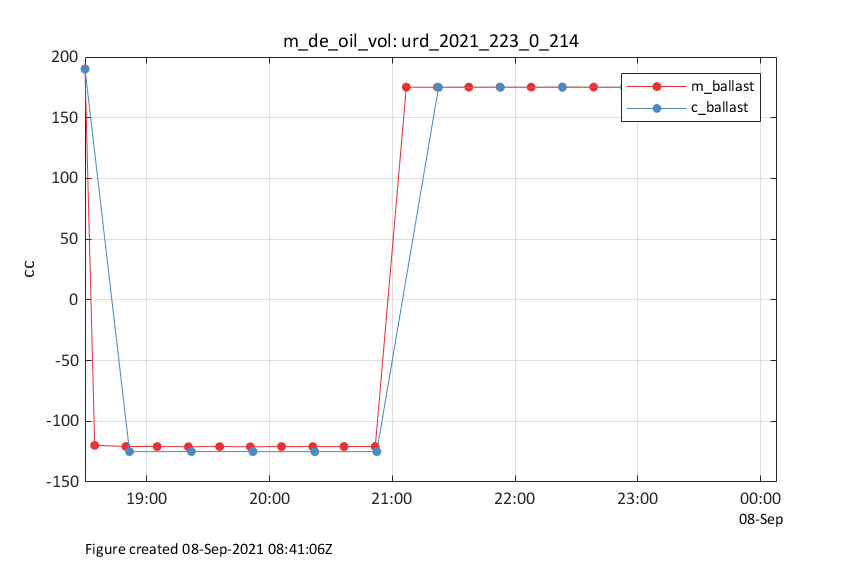 m_de_oil_vol: urd_2021_223_0_214
200
150
100
50
0
-50
-100
-150
cc
m_ballast
c_ballast
19:00 20:00 21:00 22:00 23:00 00:00
08-Sep
Figure created 08-Sep-2021 08:41:06Z